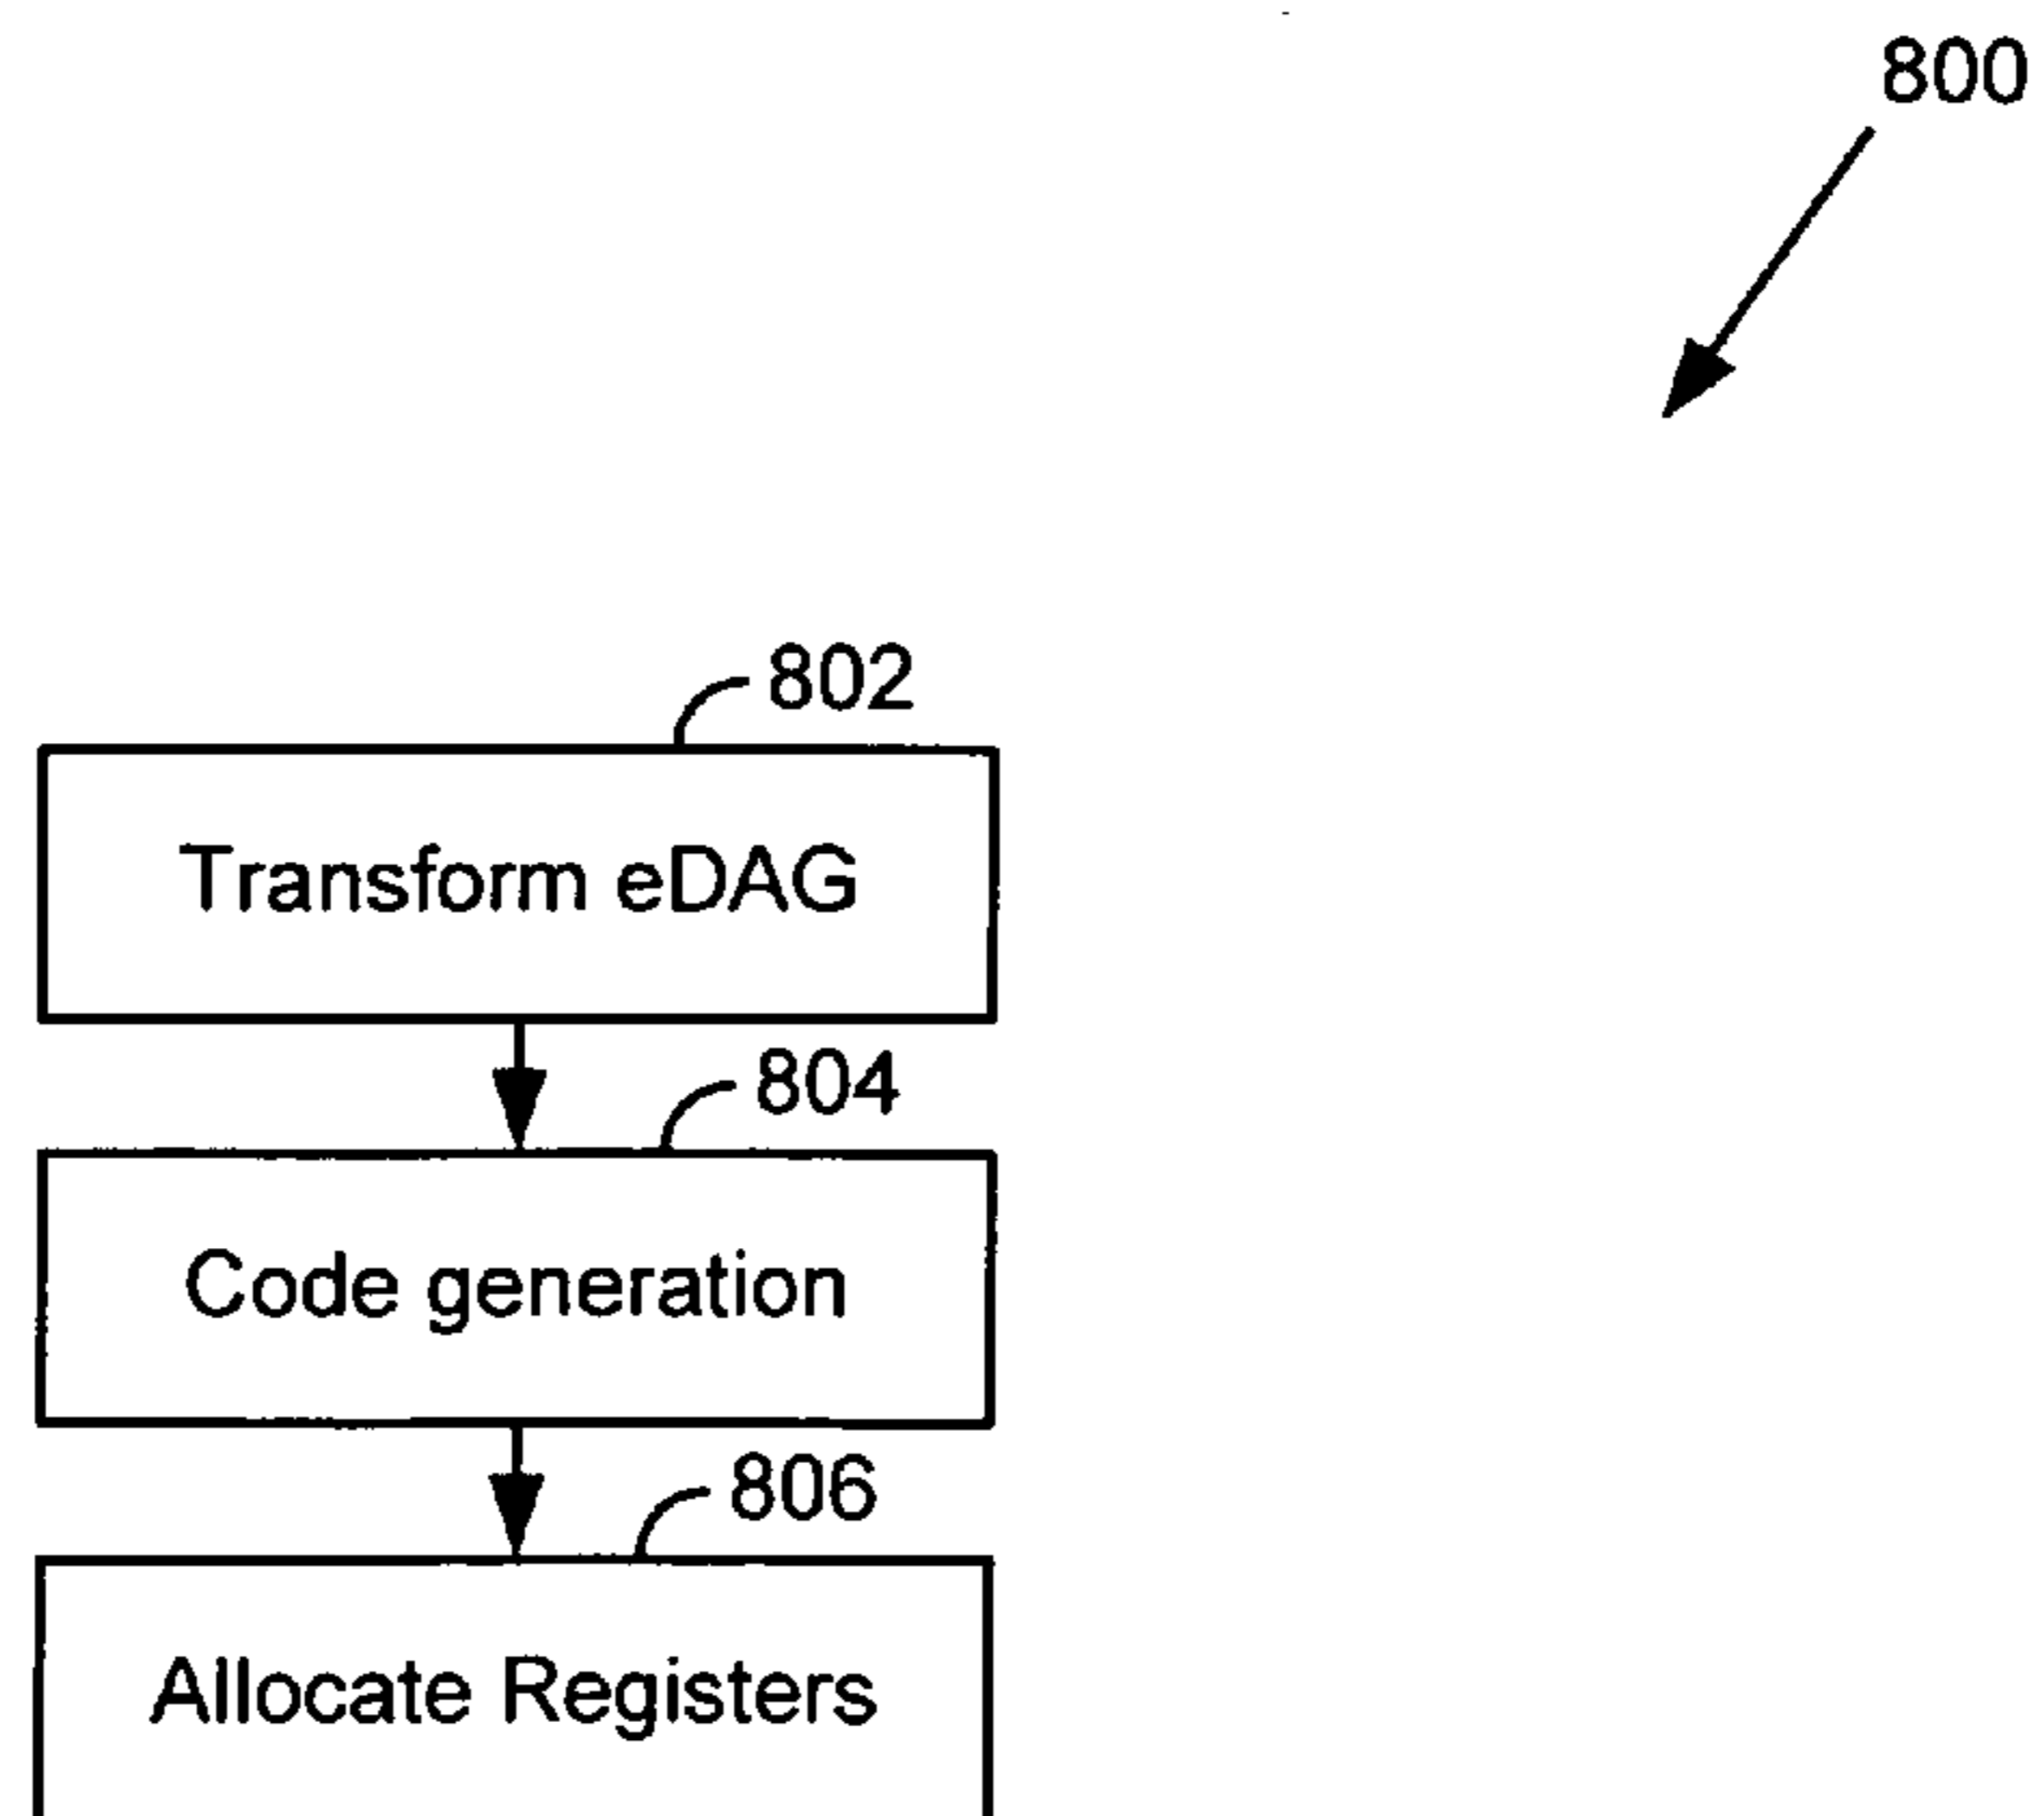 800
802
Transform eDAG
804
Code generation
806
Allocate Registers